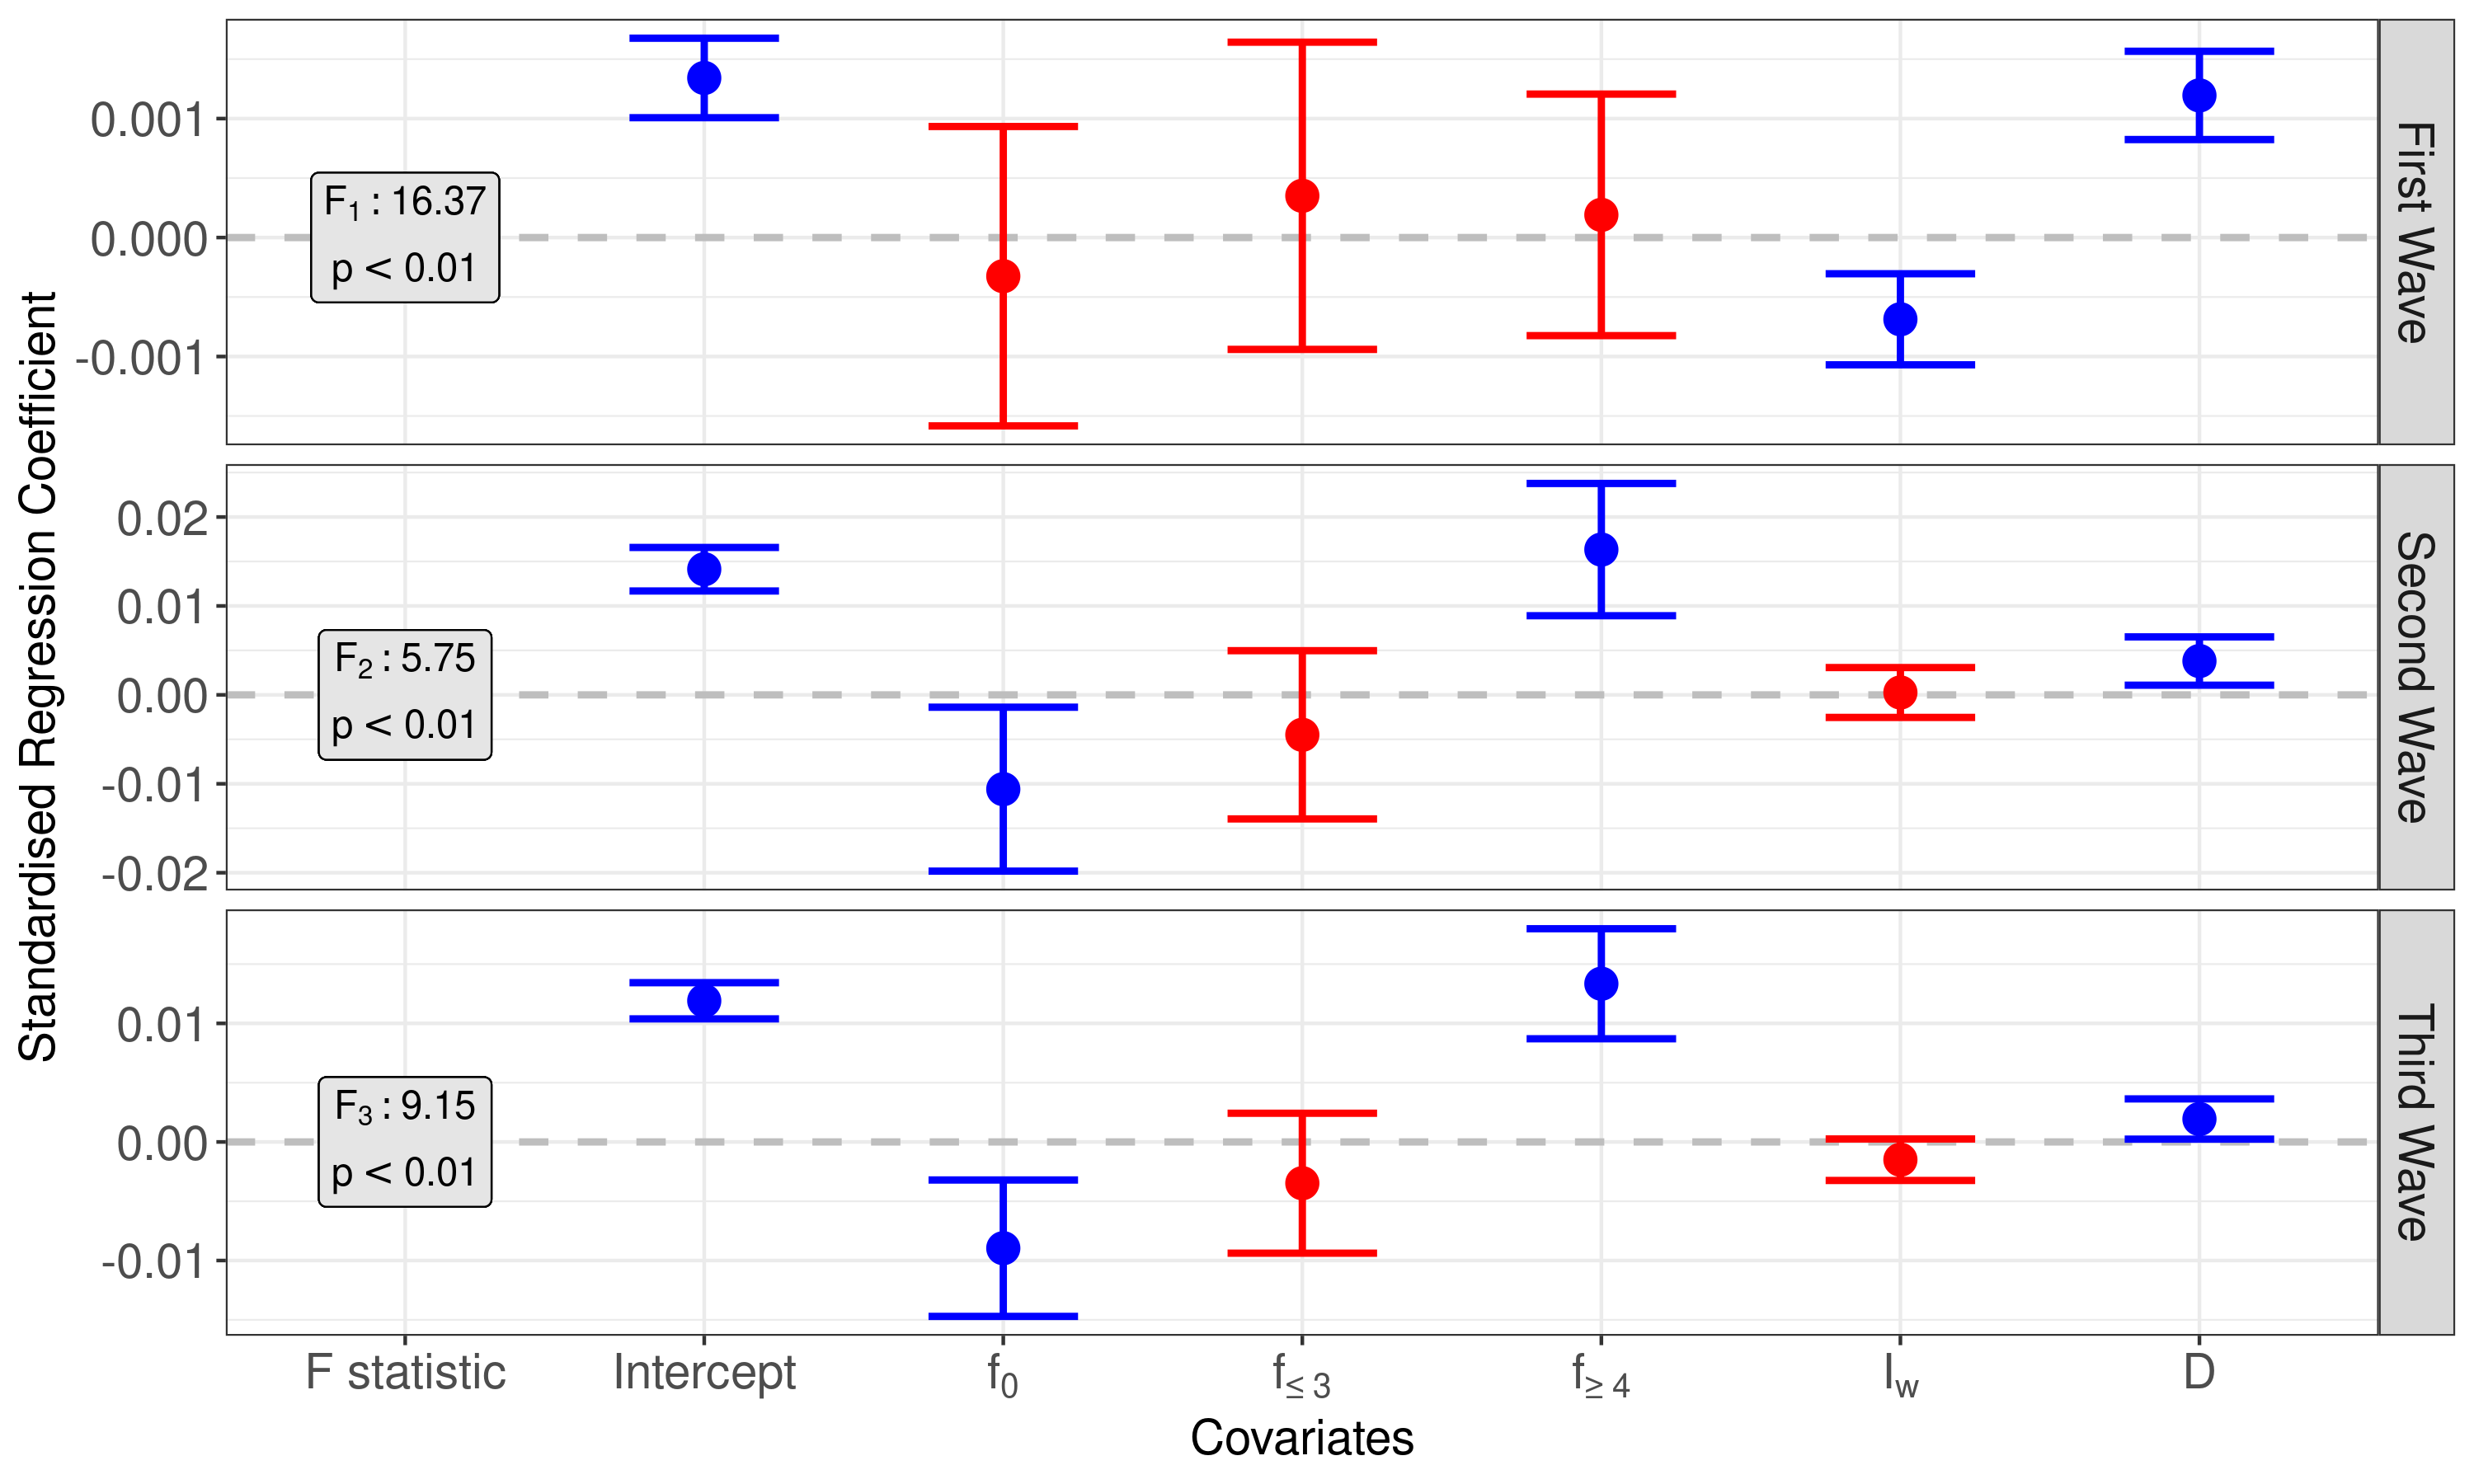 Standardised Regression Coefficient
0.001
0.000
-0.001
F₁ : 16.37
p < 0.01
First Wave
0.02
0.01
0.00
-0.01
-0.02
F₂ : 5.75
p < 0.01
Second Wave
0.01
0.00
-0.01
F₃ : 9.15
p < 0.01
Third Wave
F statistic Intercept f₀ f≤ 3 f≥ 4 Iw D
Covariates